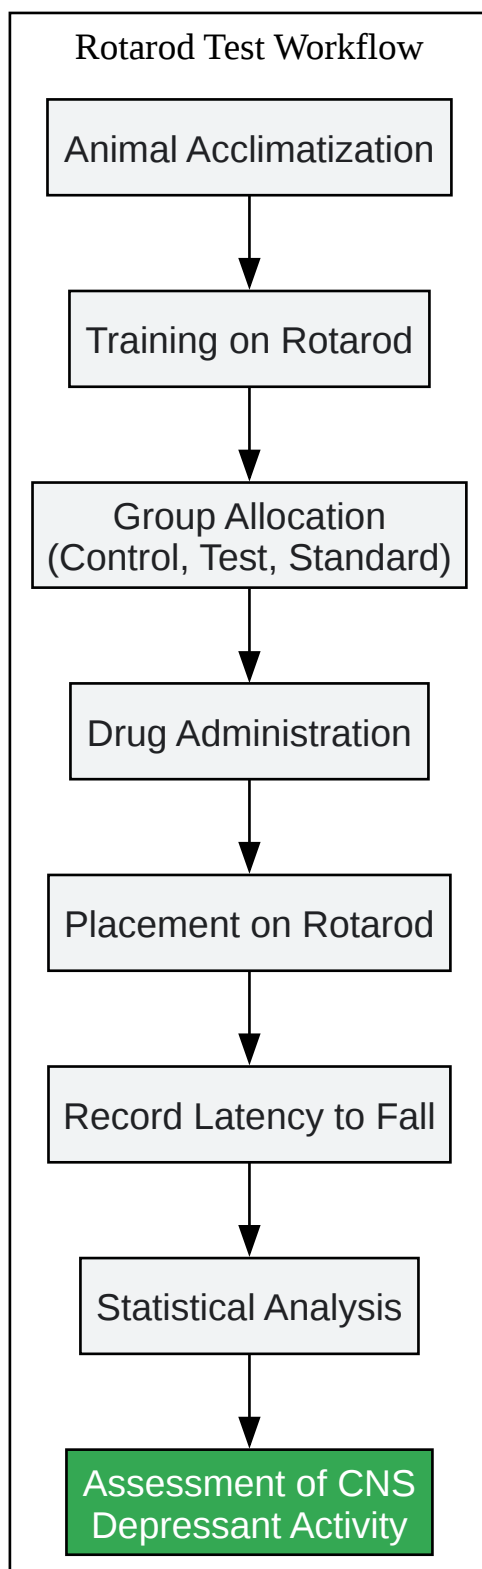 Rotarod Test Workflow
Animal Acclimatization
Training on Rotarod
Group Allocation
(Control, Test, Standard)
Drug Administration
Placement on Rotarod
Record Latency to Fall
Statistical Analysis
Assessment of CNS
Depressant Activity